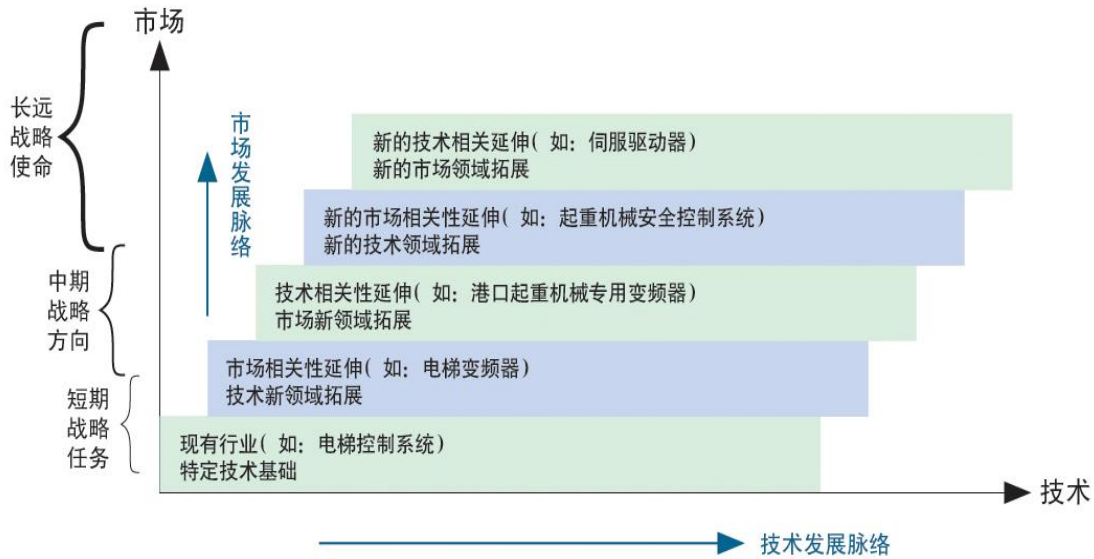 市场
长远
战略
使命
市场发展脉络
新的技术相关延伸( 如：伺服驱动器)
新的市场领域拓展
新的市场相关性延伸( 如：起重机械安全控制系统)
新的技术领域拓展
中期
战略
方向
技术相关性延伸( 如：港口起重机械专用变频器)
市场新领域拓展
市场相关性延伸( 如：电梯变频器)
技术新领域拓展
短期
战略
任务
现有行业( 如：电梯控制系统)
特定技术基础
技术
技术发展脉络